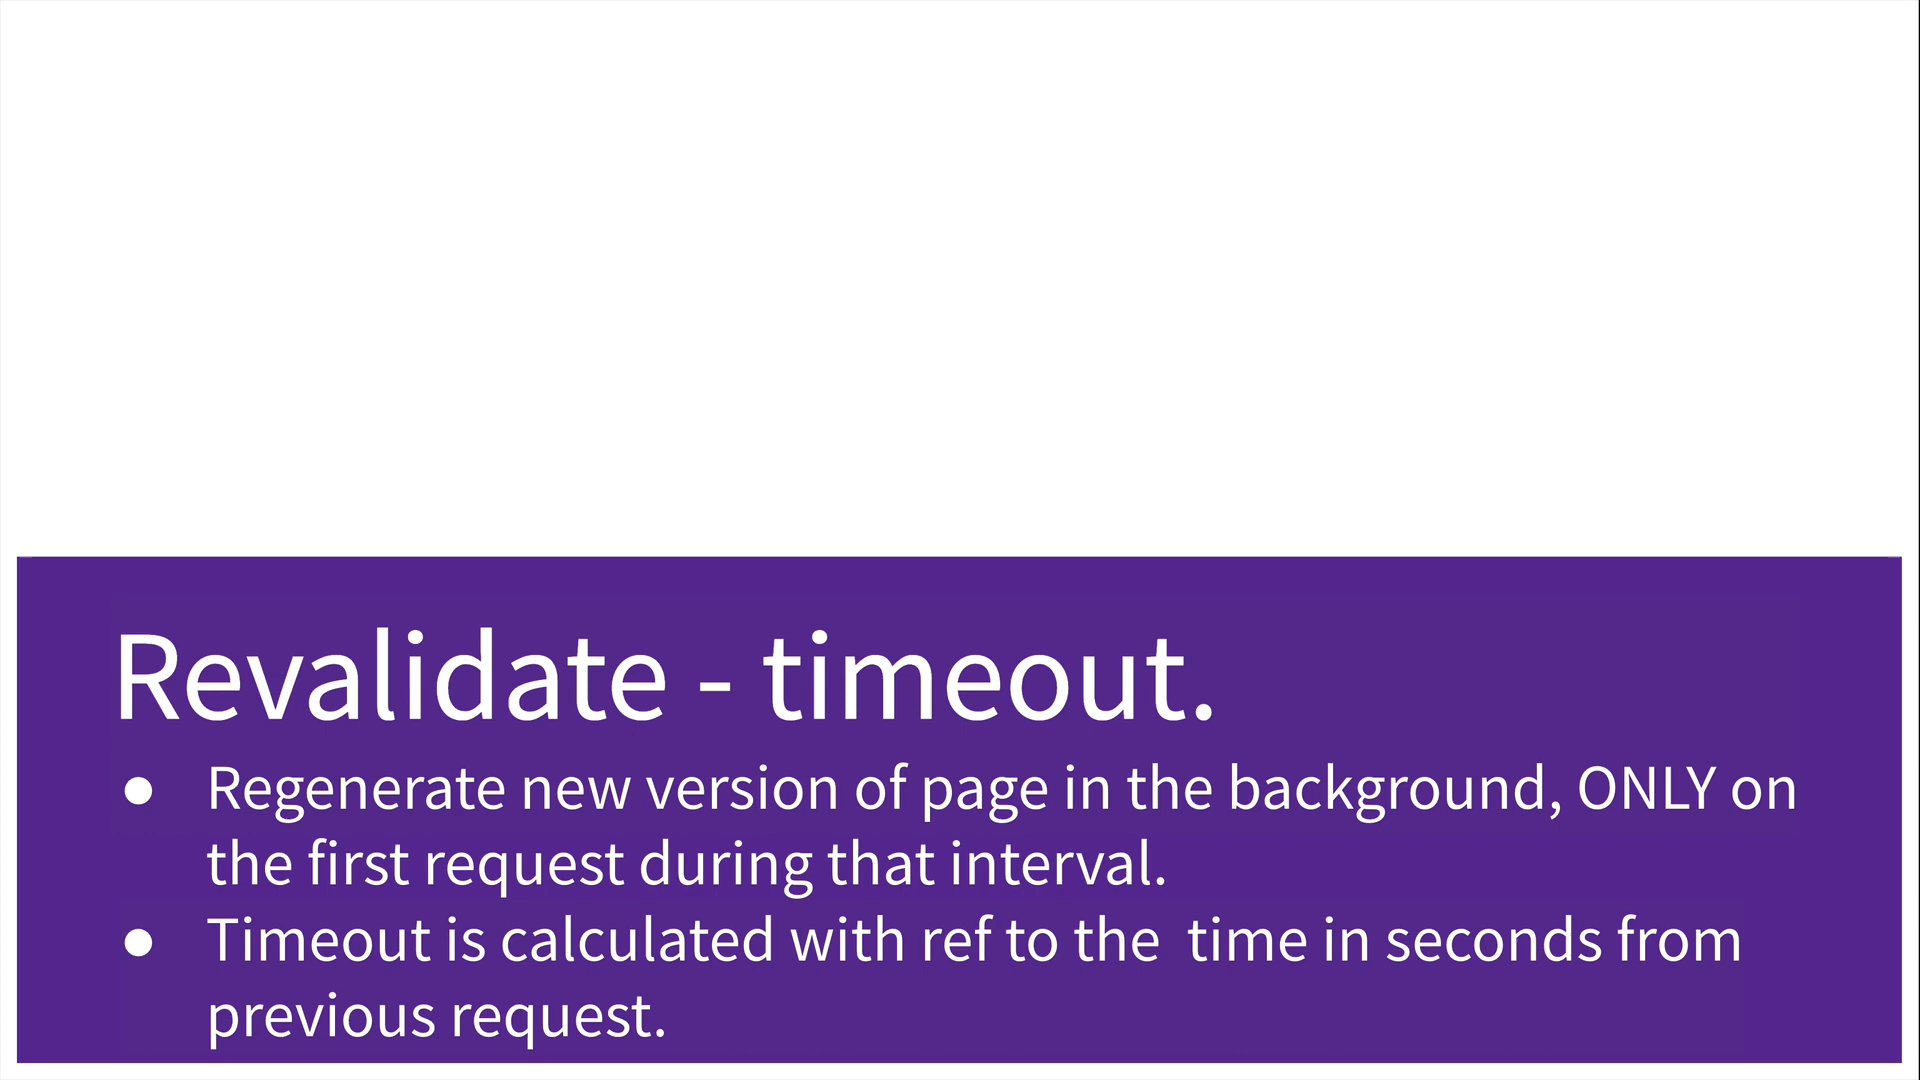 Revalidate - timeout.
● Regenerate new version of page in the background, ONLY on
the first request during that interval.
● Timeout is calculated with ref to the  time in seconds from
previous request.